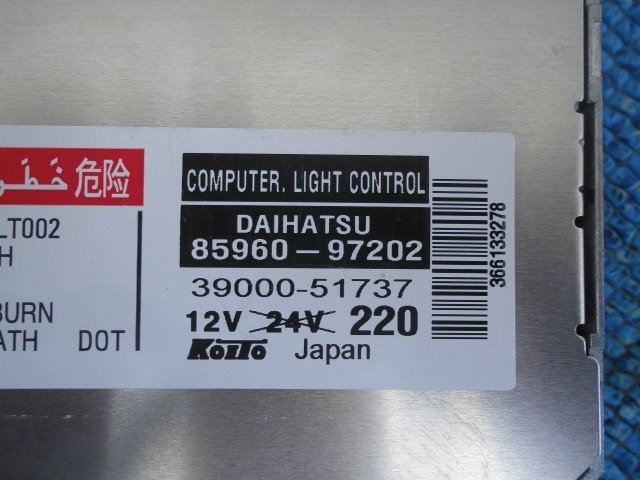 خطر 危险
LT002
H
BURN
ATH DOT
COMPUTER. LIGHT CONTROL
DAIHATSU
85960-97202
39000-51737
12V 24V 220
KOITO Japan
366133278